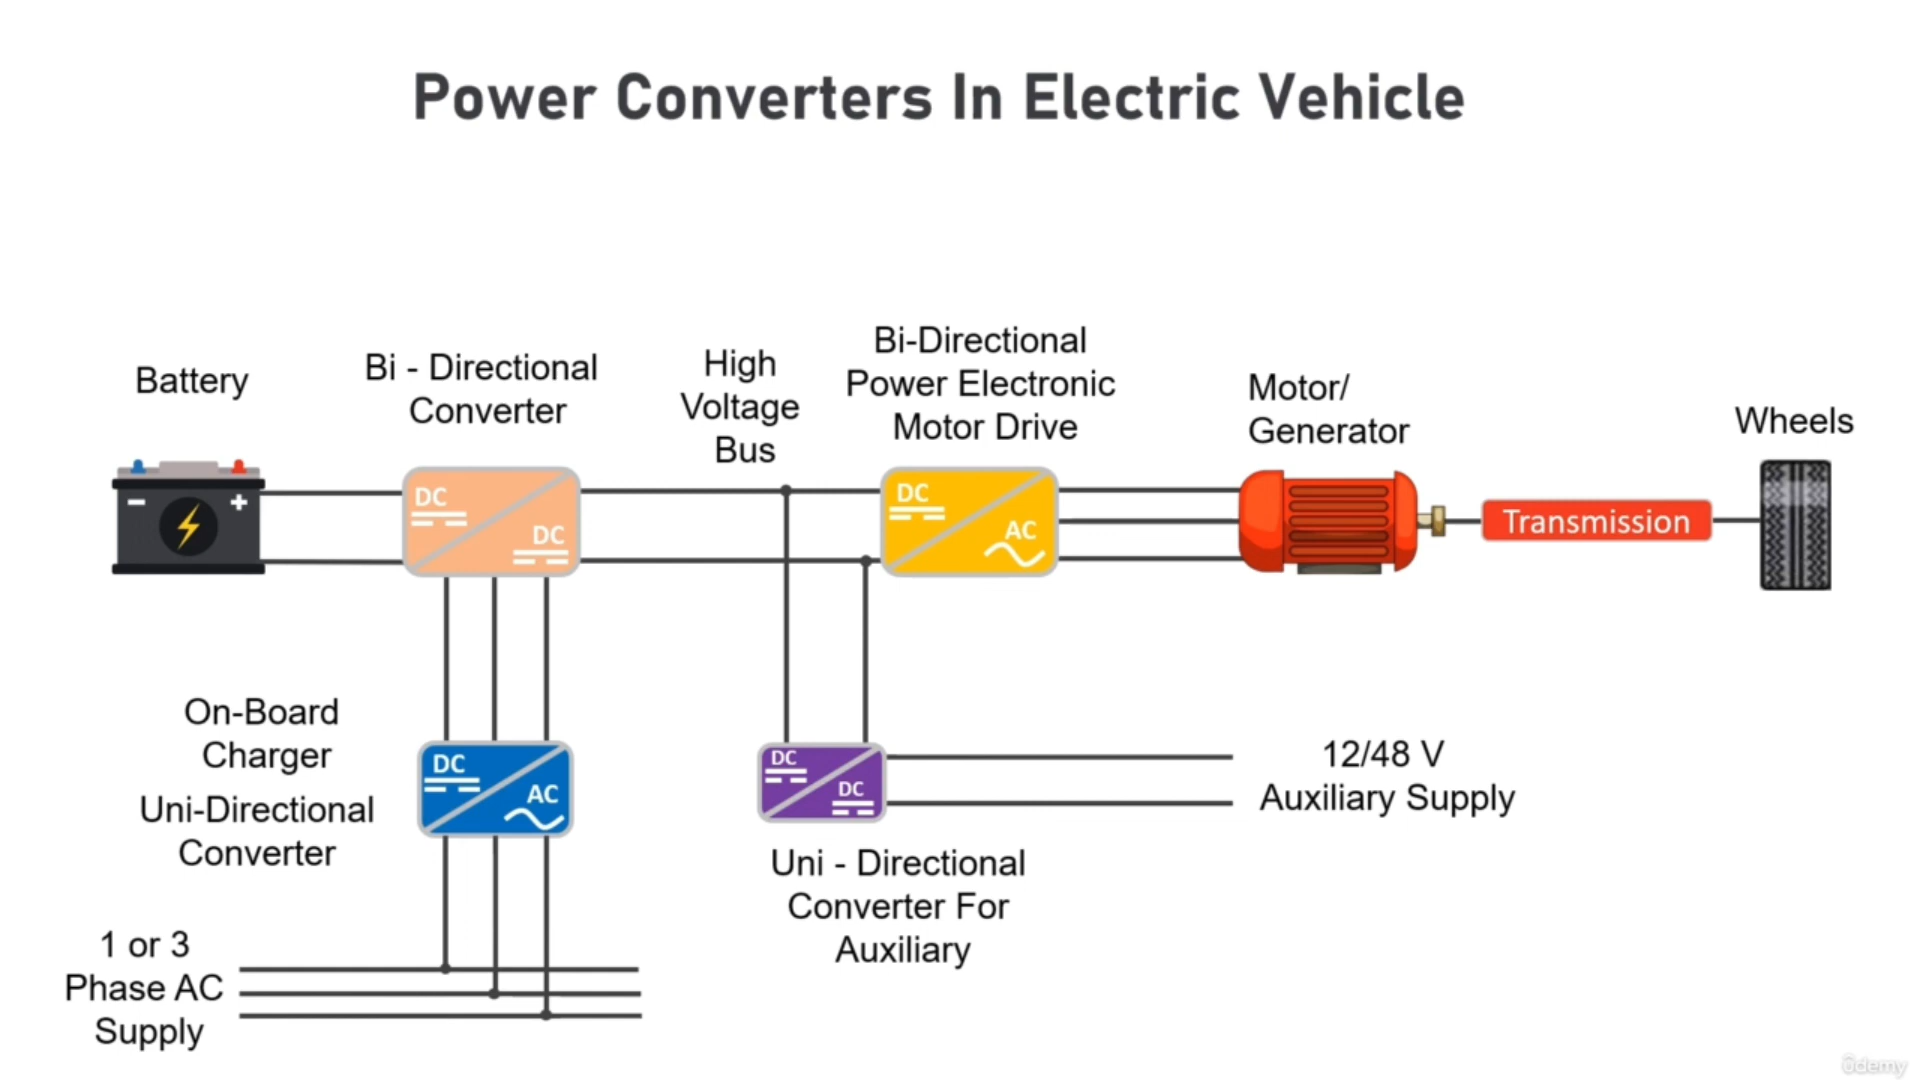 Power Converters In Electric Vehicle
Battery
Bi - Directional
Converter
High
Voltage
Bus
Bi-Directional
Power Electronic
Motor Drive
Motor/
Generator
Wheels
- +
DC
DC
DC
AC
Transmission
On-Board
Charger
Uni-Directional
Converter
DC
AC
DC
DC
12/48 V
Auxiliary Supply
Uni - Directional
Converter For
Auxiliary
1 or 3
Phase AC
Supply
ûdemy